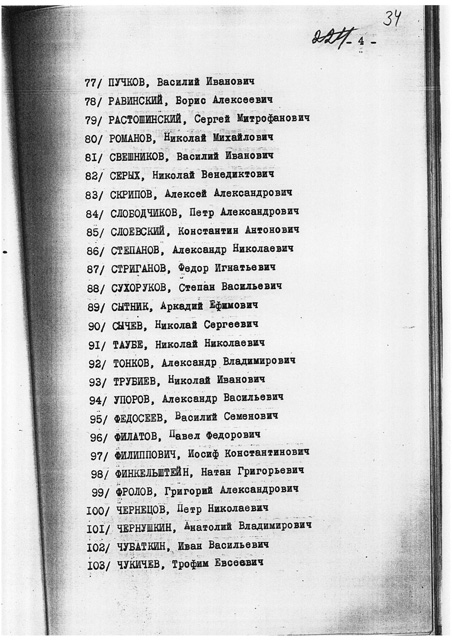 34
224 - 4 -
77/ ПУЧКОВ, Василий Иванович
78/ РАВИНСКИЙ, Борис Алексеевич
79/ РАСТОШИНСКИЙ, Сергей Митрофанович
80/ РОМАНОВ, Николай Михайлович
81/ СВЕШНИКОВ, Василий Иванович
82/ СЕРЫХ, Николай Венедиктович
83/ СКРИПОВ, Алексей Александрович
84/ СЛОБОДЧИКОВ, Петр Александрович
85/ СЛОЕВСКИЙ, Константин Антонович
86/ СТЕПАНОВ, Александр Николаевич
87/ СТРИГАНОВ, Федор Игнатьевич
88/ СУХОРУКОВ, Степан Васильевич
89/ СЫТНИК, Аркадий Ефимович
90/ СЫЧЕВ, Николай Сергеевич
91/ ТАУБЕ, Николай Николаевич
92/ ТОНКОВ, Александр Владимирович
93/ ТРУБИЕВ, Николай Иванович
94/ УПОРОВ, Александр Васильевич
95/ ФЕДОСЕЕВ, Василий Семенович
96/ ФИЛАТОВ, Павел Федорович
97/ ФИЛИППОВИЧ, Иосиф Константинович
98/ ФИНКЕЛЬШТЕЙН, Натан Григорьевич
99/ ФРОЛОВ, Григорий Александрович
100/ ЧЕРНЕЦОВ, Петр Николаевич
101/ ЧЕРНУШКИН, Анатолий Владимирович
102/ ЧУБАТКИН, Иван Васильевич
103/ ЧУКИЧЕВ, Трофим Евсеевич